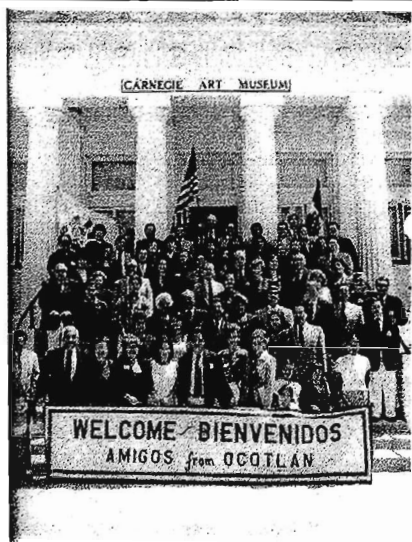 CARNEGIE ART MUSEUM
WELCOME - BIENVENIDOS
AMIGOS from OCOTLAN